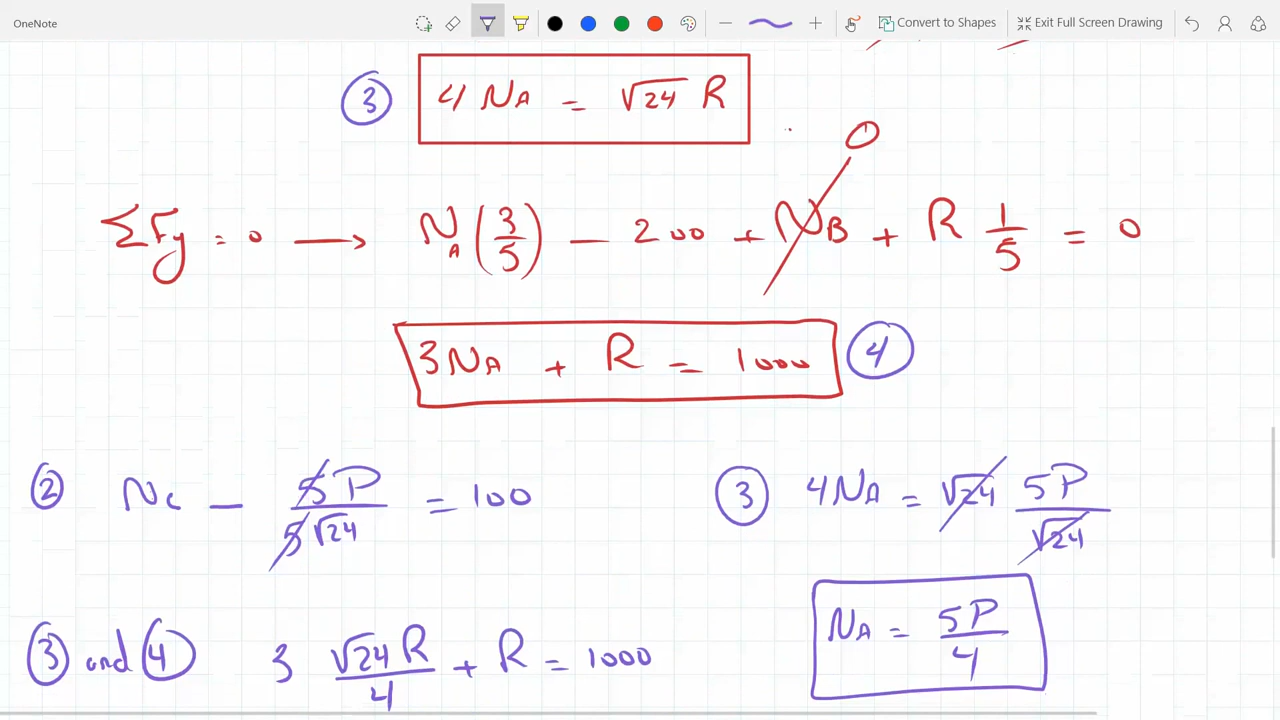 OneNote
Convert to Shapes
Exit Full Screen Drawing
③ 4 NA = √24 R
0
ΣFy = 0 → NA (3/5) − 200 + NB + R 1/5 = 0
3NA + R = 1000 ④
② Nc − 5P/5√24 = 100
③ 4NA = √24 5P/√24
NA = 5P/4
③ and ④ 3 √24 R/4 + R = 1000